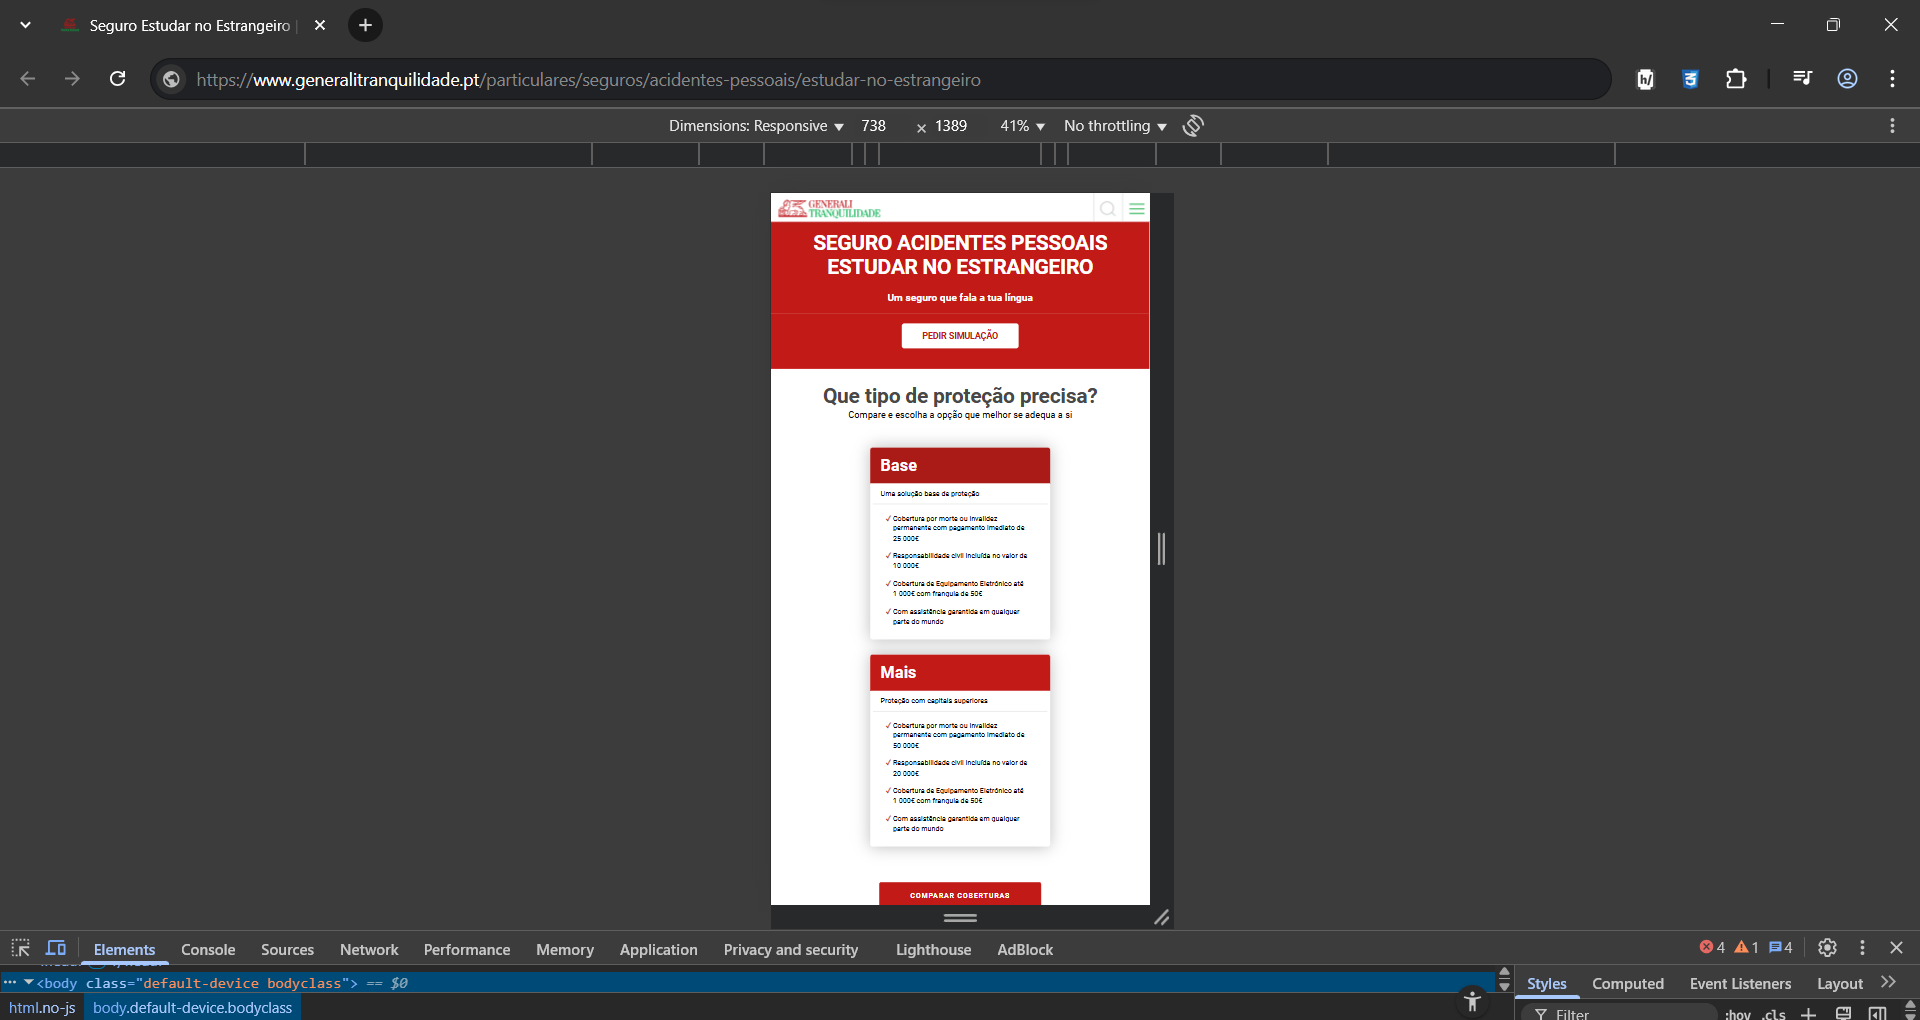 Seguro Estudar no Estrangeiro |
https://www.generalitranquilidade.pt/particulares/seguros/acidentes-pessoais/estudar-no-estrangeiro
Dimensions: Responsive 738 × 1389 41% No throttling
GENERALI
TRANQUILIDADE
SEGURO ACIDENTES PESSOAIS
ESTUDAR NO ESTRANGEIRO
Um seguro que fala a tua língua
PEDIR SIMULAÇÃO
Que tipo de proteção precisa?
Compare e escolha a opção que melhor se adequa a si
Base
Uma solução base de proteção
✓ Cobertura por morte ou invalidez
permanente com pagamento imediato de
25 000€
✓ Responsabilidade civil incluída no valor de
10 000€
✓ Cobertura de Equipamento Eletrónico até
1 000€ com franquia de 50€
✓ Com assistência garantida em qualquer
parte do mundo
Mais
Proteção com capitais superiores
✓ Cobertura por morte ou invalidez
permanente com pagamento imediato de
50 000€
✓ Responsabilidade civil incluída no valor de
20 000€
✓ Cobertura de Equipamento Eletrónico até
1 000€ com franquia de 50€
✓ Com assistência garantida em qualquer
parte do mundo
COMPARAR COBERTURAS
Elements Console Sources Network Performance Memory Application Privacy and security Lighthouse AdBlock 4 1 4
<body class="default-device bodyclass"> == $0
Styles Computed Event Listeners Layout
html.no-js body.default-device.bodyclass
Filter :hov .cls